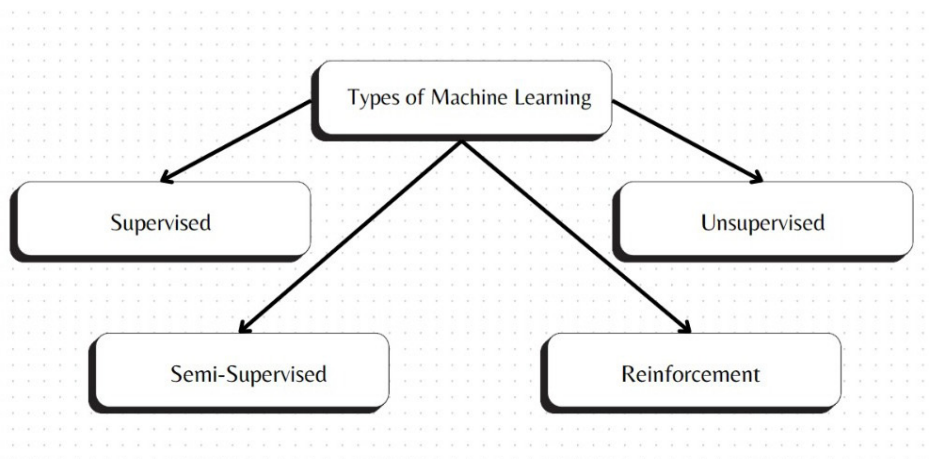 Types of Machine Learning
Supervised
Unsupervised
Semi-Supervised
Reinforcement